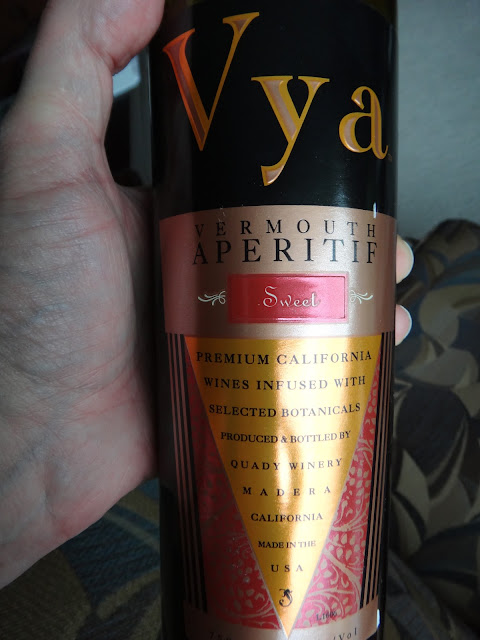 Vya
VERMOUTH
APERITIF
Sweet
PREMIUM CALIFORNIA
WINES INFUSED WITH
SELECTED BOTANICALS
PRODUCED & BOTTLED BY
QUADY WINERY
MADERA
CALIFORNIA
MADE IN THE
USA